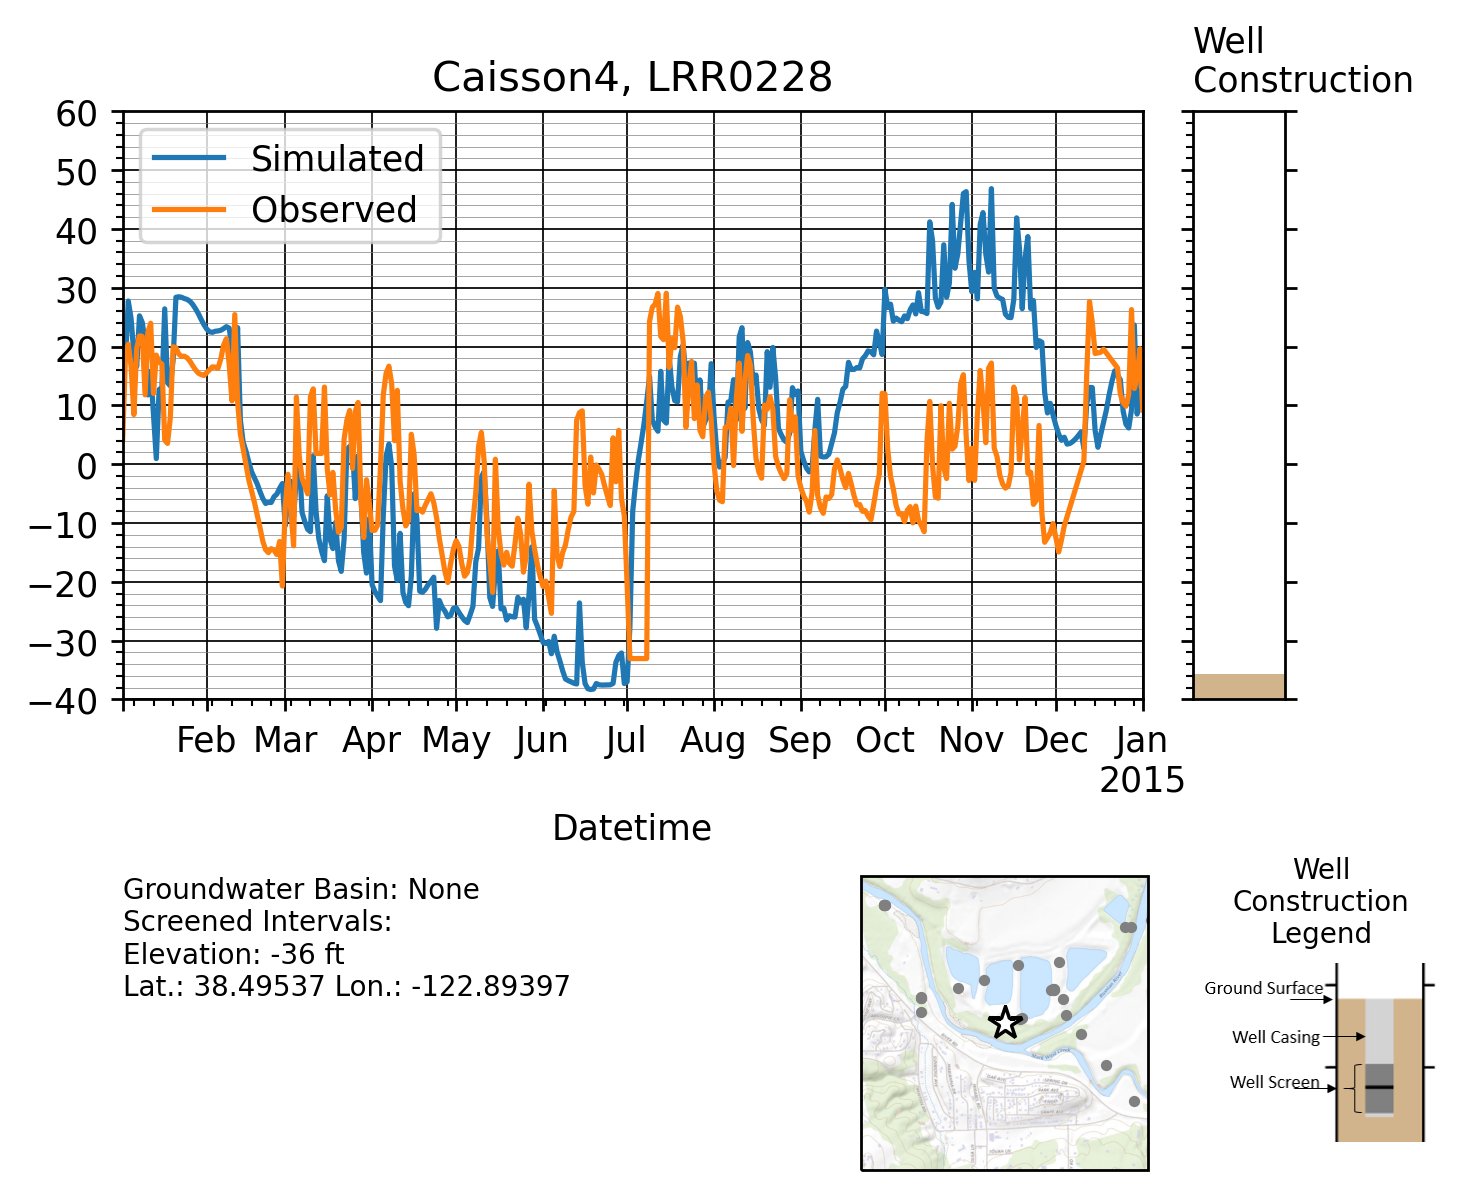 Well
Construction
Caisson4, LRR0228
60
50
40
30
20
10
0
−10
−20
−30
−40
Simulated
Observed
Feb Mar Apr May Jun Jul Aug Sep Oct Nov Dec Jan
2015
Datetime
Groundwater Basin: None
Screened Intervals:
Elevation: -36 ft
Lat.: 38.49537 Lon.: -122.89397
Well
Construction
Legend
Ground Surface
Well Casing
Well Screen